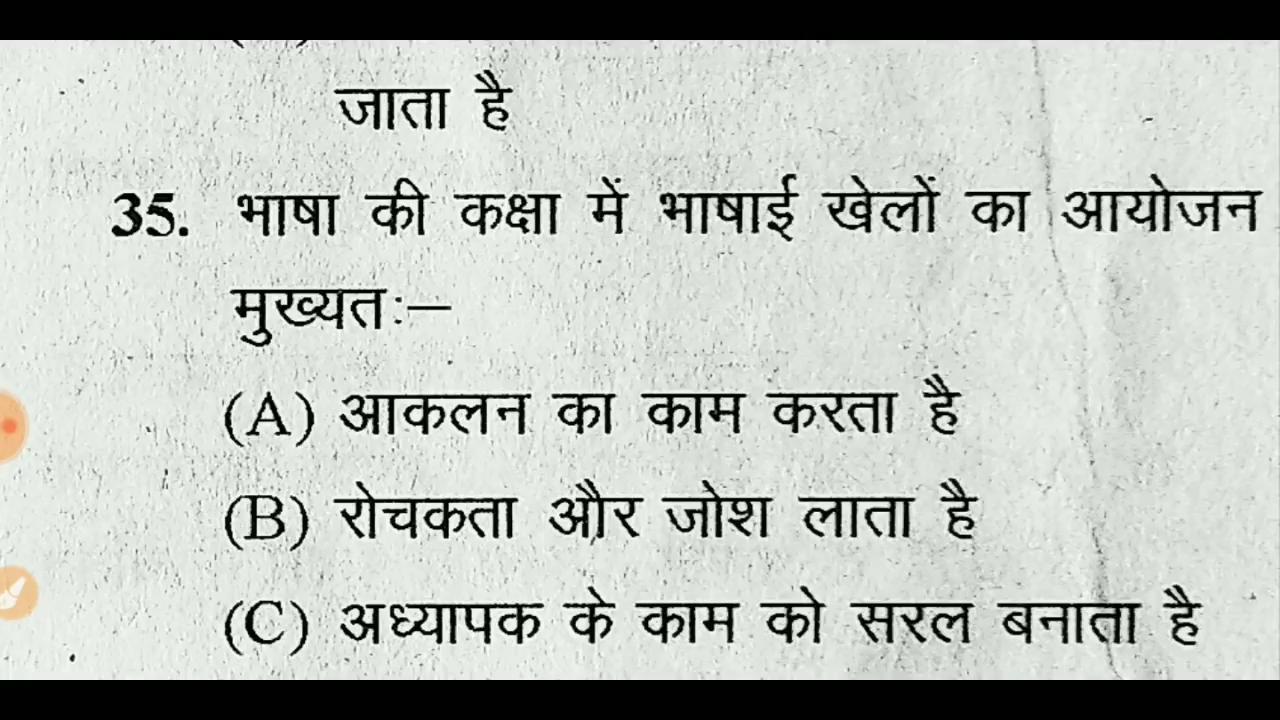 जाता है
35. भाषा की कक्षा में भाषाई खेलों का आयोजन
मुख्यतः–
(A) आकलन का काम करता है
(B) रोचकता और जोश लाता है
(C) अध्यापक के काम को सरल बनाता है